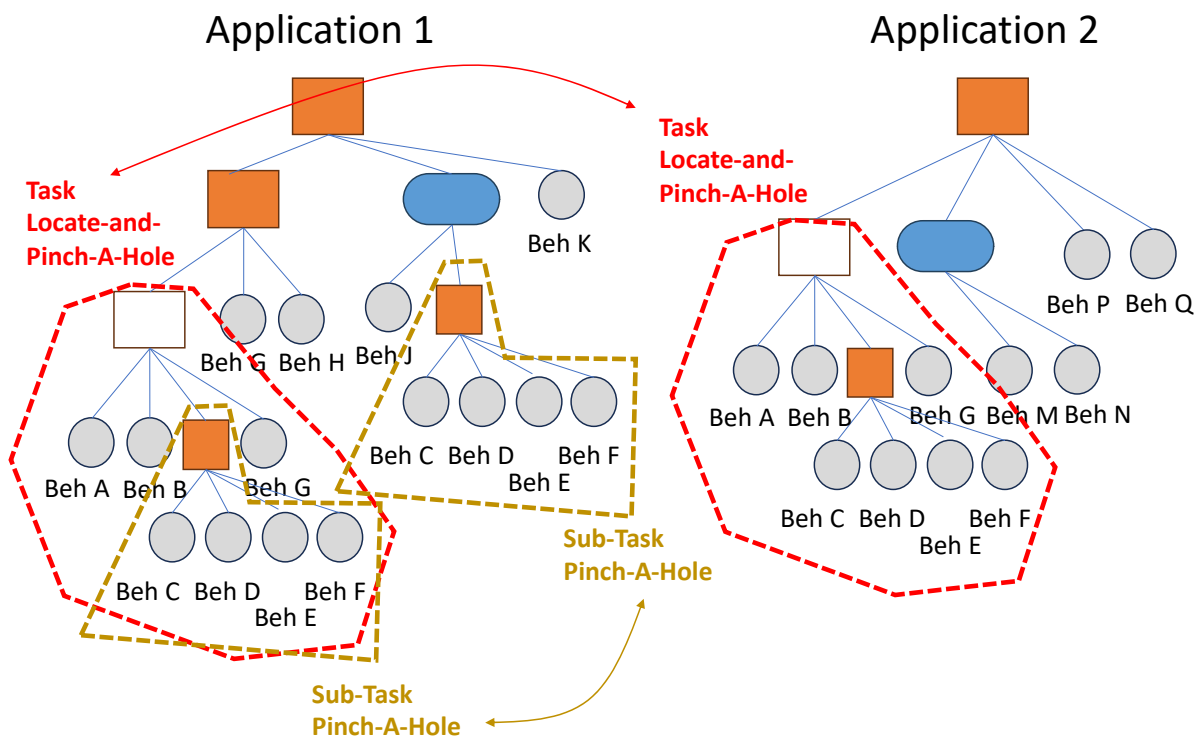 Application 1
Application 2
Task
Locate-and-
Pinch-A-Hole
Task
Locate-and-
Pinch-A-Hole
Beh K
Beh G
Beh H
Beh J
Beh P
Beh Q
Beh A
Beh B
Beh G
Beh M
Beh N
Beh C
Beh D
Beh E
Beh F
Beh A
Beh B
Beh G
Beh C
Beh D
Beh E
Beh F
Beh C
Beh D
Beh E
Beh F
Sub-Task
Pinch-A-Hole
Sub-Task
Pinch-A-Hole